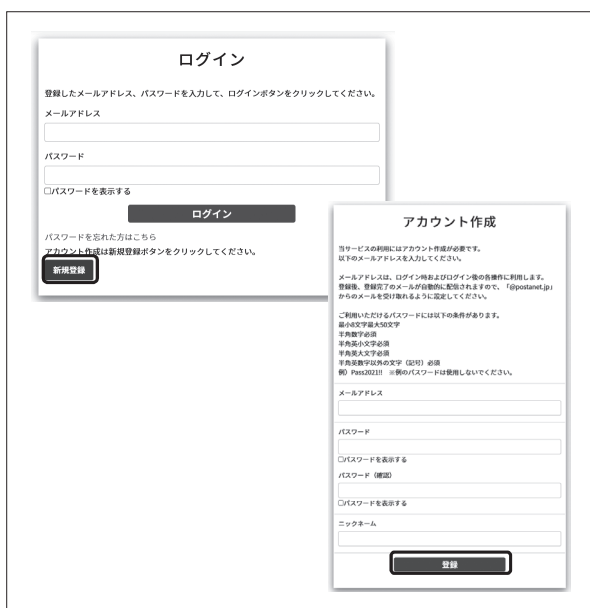 ログイン
登録したメールアドレス、パスワードを入力して、ログインボタンをクリックしてください。
メールアドレス
パスワード
□パスワードを表示する
ログイン
パスワードを忘れた方はこちら
アカウント作成は新規登録ボタンをクリックしてください。
新規登録
アカウント作成
当サービスの利用にはアカウント作成が必要です。
以下のメールアドレスを入力してください。
メールアドレスは、ログイン時およびログイン後の各操作に利用します。
登録後、登録完了のメールが自動的に配信されますので、「@postanet.jp」
からのメールを受け取れるように設定してください。
ご利用いただけるパスワードには以下の条件があります。
最小8文字最大50文字
半角数字必須
半角英小文字必須
半角英大文字必須
半角英数字以外の文字（記号）必須
例）Pass2021!! ※例のパスワードは使用しないでください。
メールアドレス
パスワード
□パスワードを表示する
パスワード（確認）
□パスワードを表示する
ニックネーム
登録